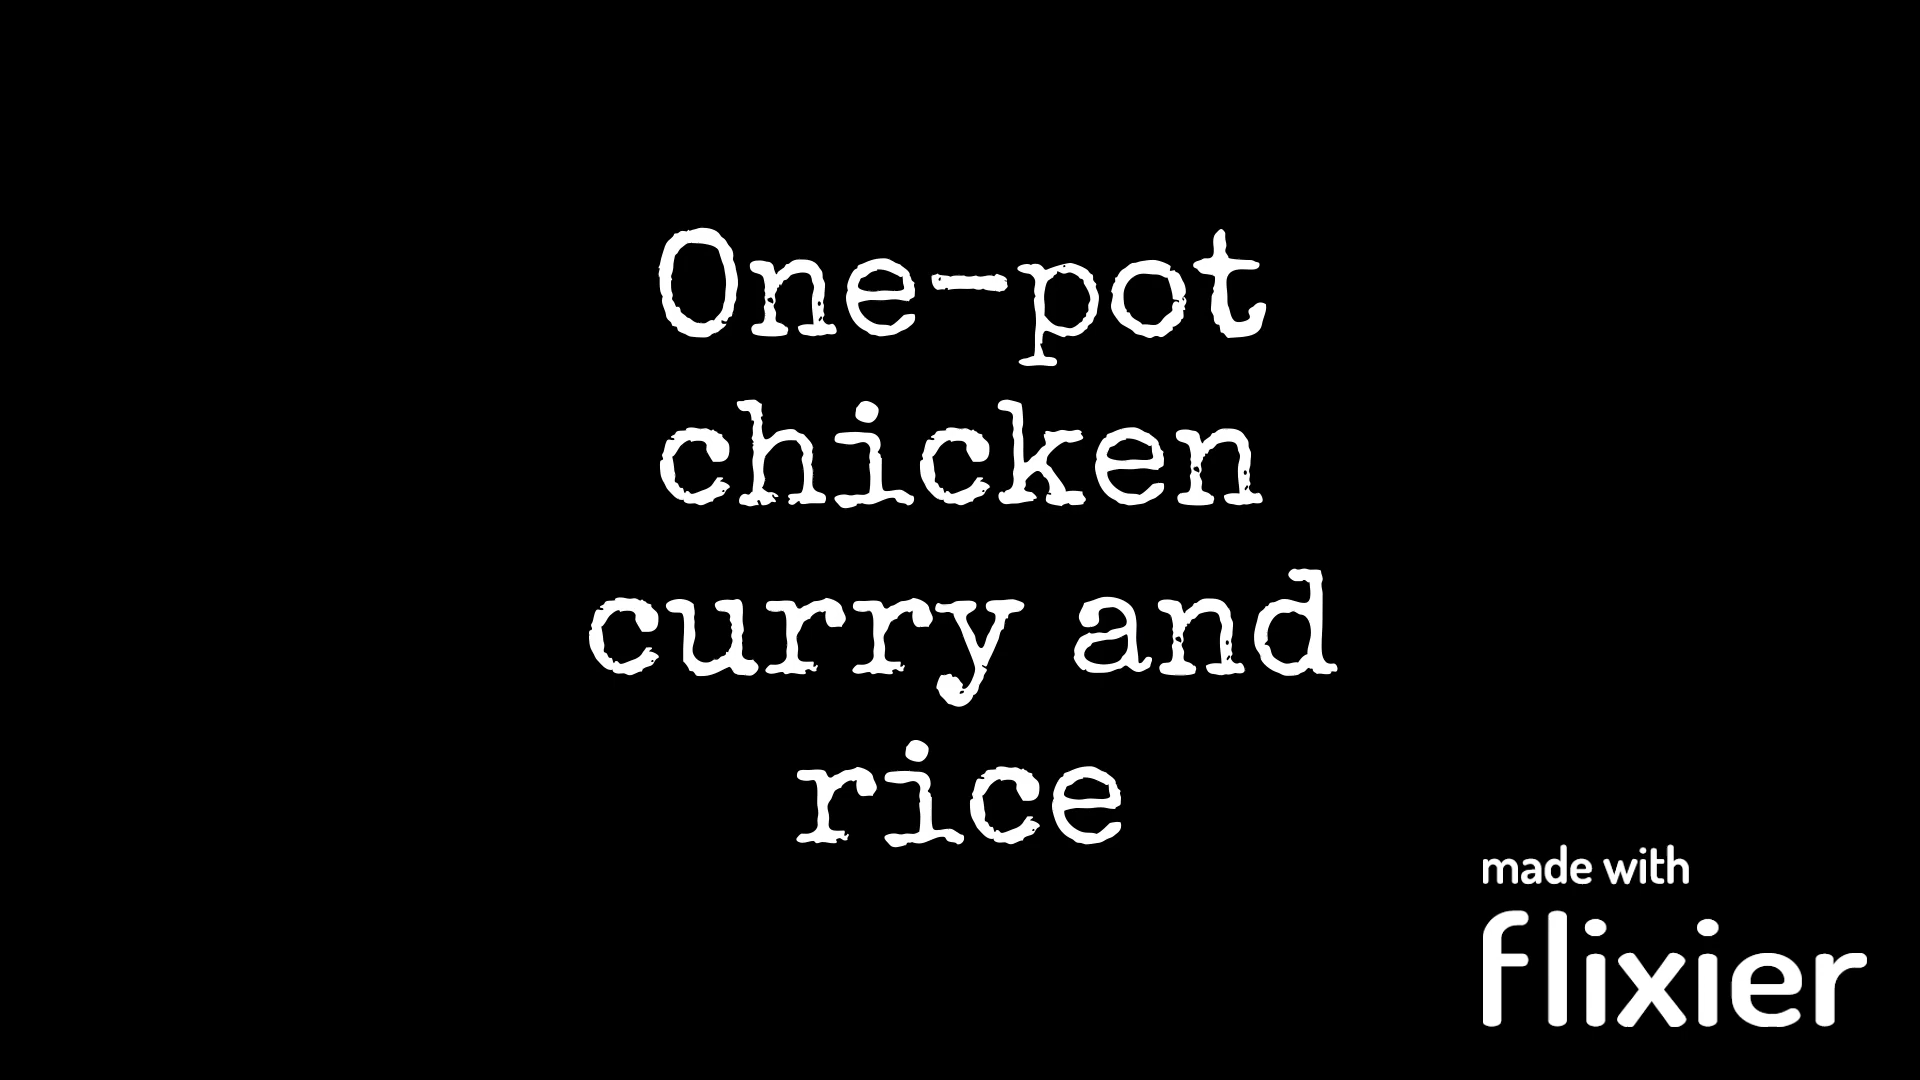 One-pot
chicken
curry and
rice
made with
flixier